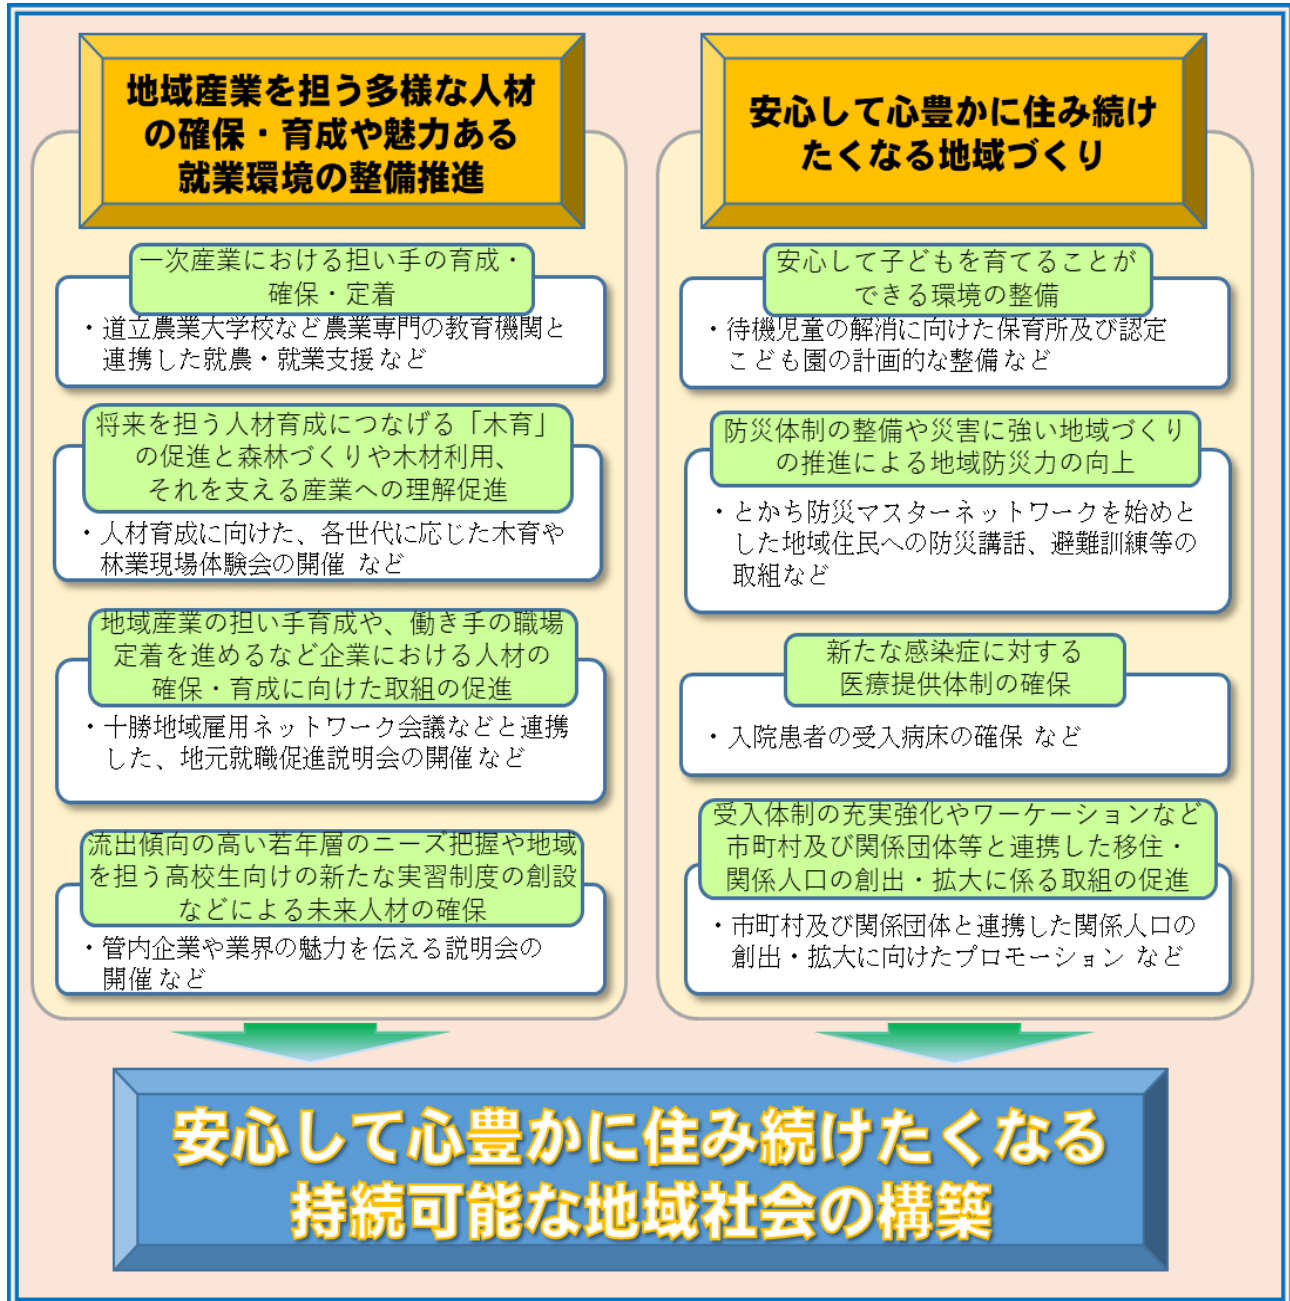 地域産業を担う多様な人材
の確保・育成や魅力ある
就業環境の整備推進
一次産業における担い手の育成・
確保・定着
・道立農業大学校など農業専門の教育機関と
連携した就農・就業支援など
将来を担う人材育成につなげる「木育」
の促進と森林づくりや木材利用、
それを支える産業への理解促進
・人材育成に向けた、各世代に応じた木育や
林業現場体験会の開催 など
地域産業の担い手育成や、働き手の職場
定着を進めるなど企業における人材の
確保・育成に向けた取組の促進
・十勝地域雇用ネットワーク会議などと連携
した、地元就職促進説明会の開催など
流出傾向の高い若年層のニーズ把握や地域
を担う高校生向けの新たな実習制度の創設
などによる未来人材の確保
・管内企業や業界の魅力を伝える説明会の
開催など
安心して心豊かに住み続け
たくなる地域づくり
安心して子どもを育てることが
できる環境の整備
・待機児童の解消に向けた保育所及び認定
こども園の計画的な整備など
防災体制の整備や災害に強い地域づくり
の推進による地域防災力の向上
・とかち防災マスターネットワークを始めと
した地域住民への防災講話、避難訓練等の
取組など
新たな感染症に対する
医療提供体制の確保
・入院患者の受入病床の確保 など
受入体制の充実強化やワーケーションなど
市町村及び関係団体等と連携した移住・
関係人口の創出・拡大に係る取組の促進
・市町村及び関係団体と連携した関係人口の
創出・拡大に向けたプロモーション など
安心して心豊かに住み続けたくなる
持続可能な地域社会の構築